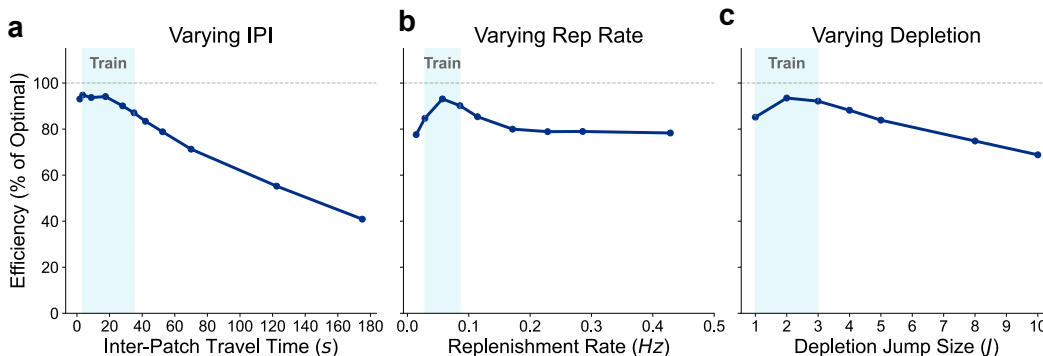 a
Varying IPI
Train
Efficiency (% of Optimal)
100
80
60
40
20
0
0 20 40 60 80 100 120 140 160 180
Inter-Patch Travel Time (s)
b
Varying Rep Rate
Train
0.0 0.1 0.2 0.3 0.4 0.5
Replenishment Rate (Hz)
c
Varying Depletion
Train
1 2 3 4 5 6 7 8 9 10
Depletion Jump Size (J)